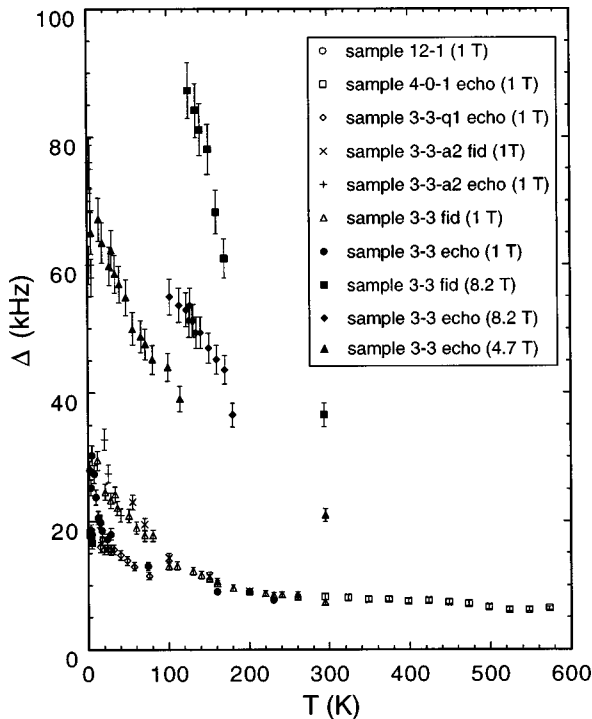 100
80
60
40
20
0
Δ (kHz)
sample 12-1 (1 T)
sample 4-0-1 echo (1 T)
sample 3-3-q1 echo (1 T)
sample 3-3-a2 fid (1T)
sample 3-3-a2 echo (1 T)
sample 3-3 fid (1 T)
sample 3-3 echo (1 T)
sample 3-3 fid (8.2 T)
sample 3-3 echo (8.2 T)
sample 3-3 echo (4.7 T)
0 100 200 300 400 500 600
T (K)